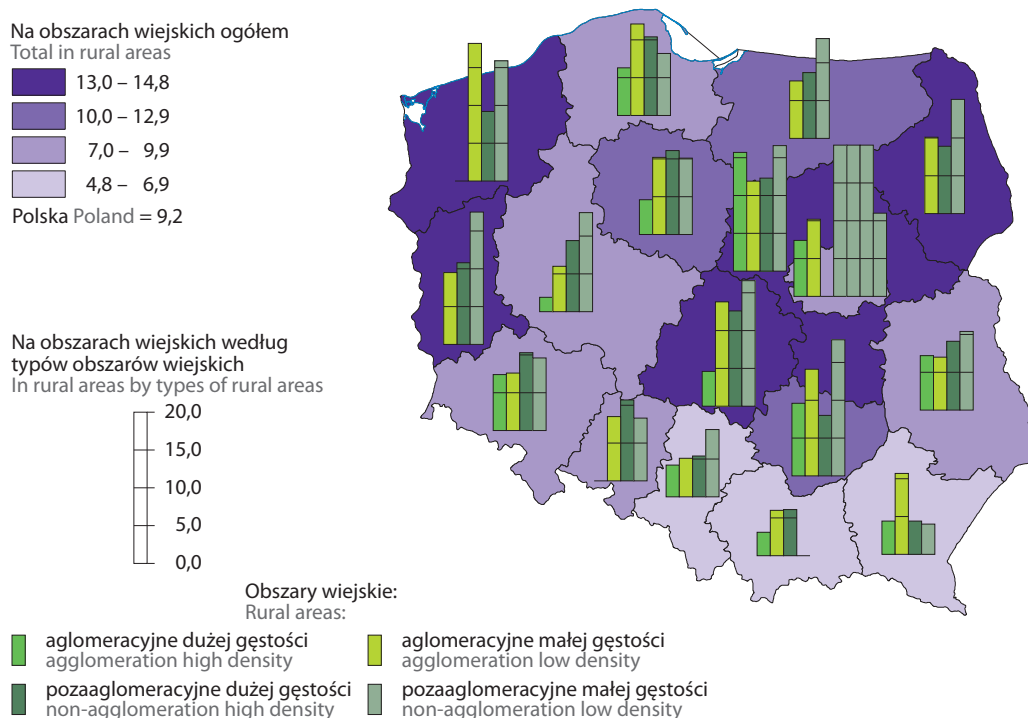 Na obszarach wiejskich ogółem
Total in rural areas
13,0 – 14,8
10,0 – 12,9
7,0 – 9,9
4,8 – 6,9
Polska Poland = 9,2
Na obszarach wiejskich według
typów obszarów wiejskich
In rural areas by types of rural areas
20,0
15,0
10,0
5,0
0,0
Obszary wiejskie:
Rural areas:
aglomeracyjne dużej gęstości
agglomeration high density
aglomeracyjne małej gęstości
agglomeration low density
pozaaglomeracyjne dużej gęstości
non-agglomeration high density
pozaaglomeracyjne małej gęstości
non-agglomeration low density